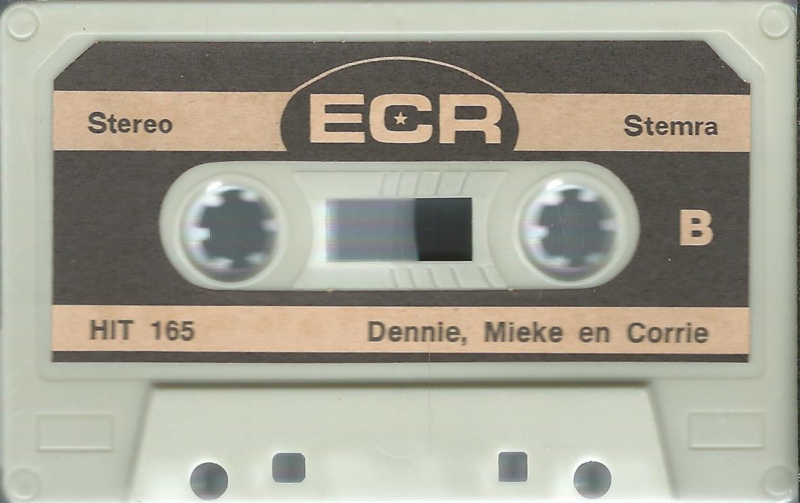 ECR
Stereo
Stemra
B
HIT 165
Dennie, Mieke en Corrie